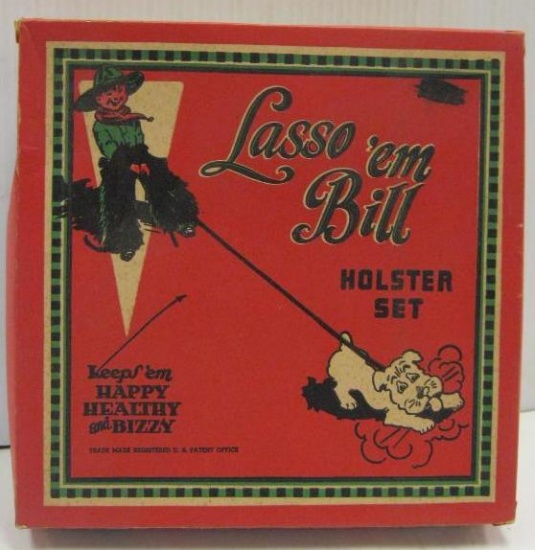 Lasso 'em
Bill
HOLSTER
SET
keeps 'em
HAPPY
HEALTHY
and BIZZY
TRADE MARK REGISTERED U. S. PATENT OFFICE